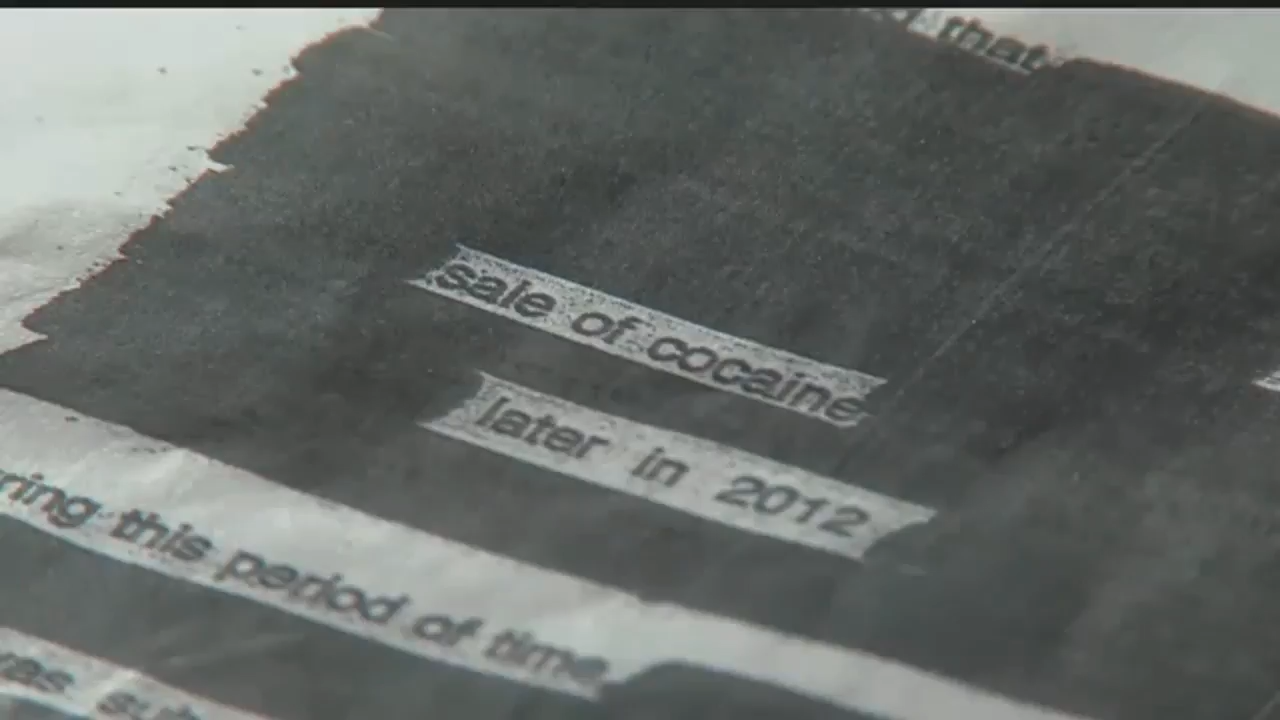 that
sale of cocaine
later in 2012
this period of time